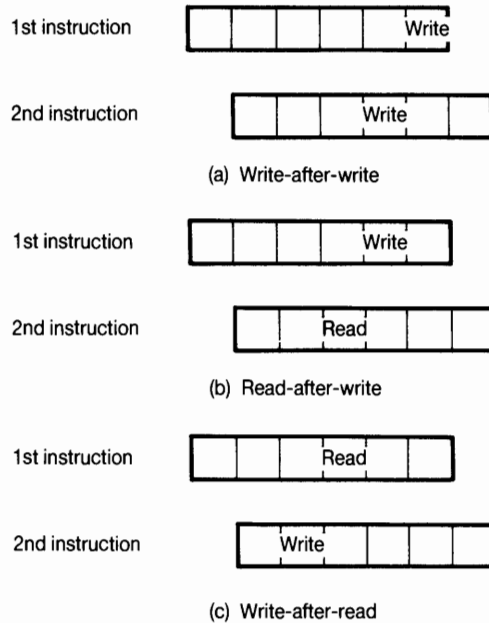 1st instruction Write
2nd instruction Write
(a) Write-after-write
1st instruction Write
2nd instruction Read
(b) Read-after-write
1st instruction Read
2nd instruction Write
(c) Write-after-read